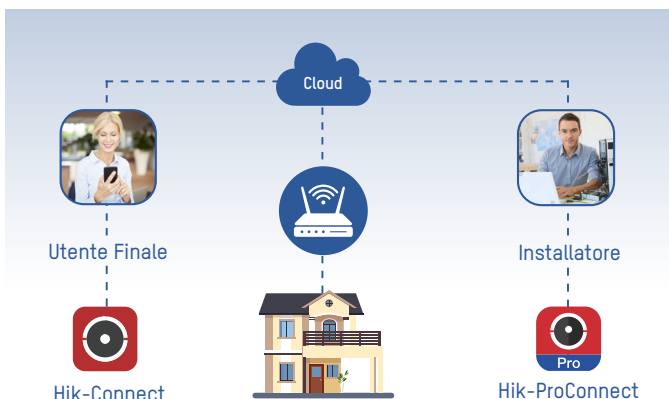 Cloud
Utente Finale
Installatore
Pro
Hik-Connect
Hik-ProConnect